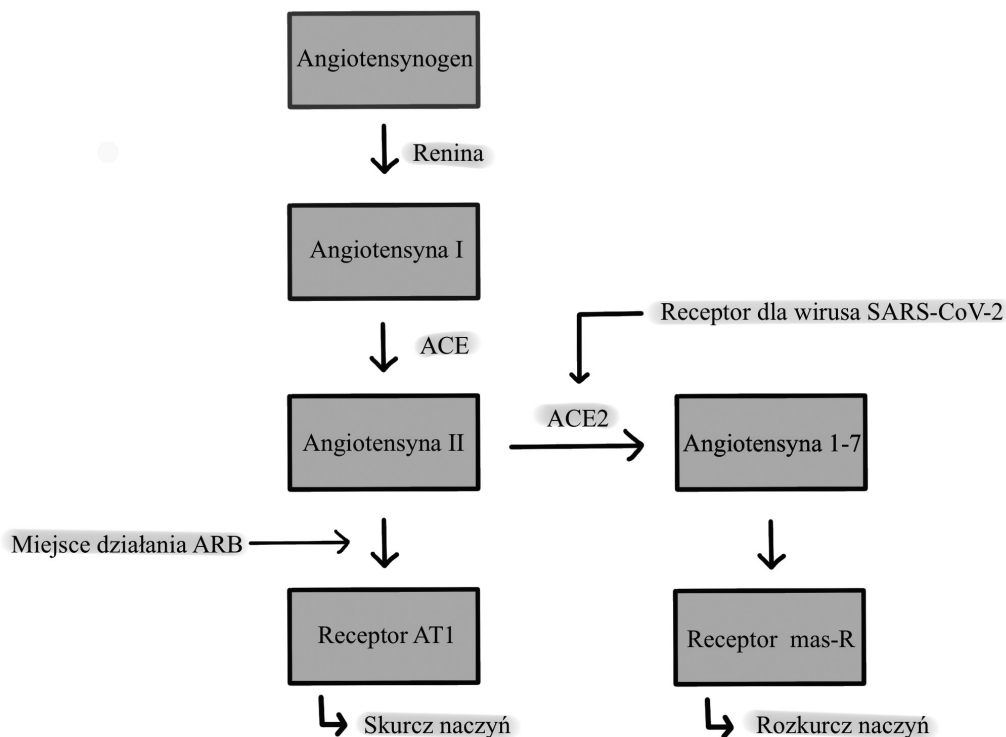 Angiotensynogen
Renina
Angiotensyna I
Receptor dla wirusa SARS-CoV-2
ACE
ACE2
Angiotensyna II
Angiotensyna 1-7
Miejsce działania ARB
Receptor AT1
Receptor mas-R
Skurcz naczyń
Rozkurcz naczyń